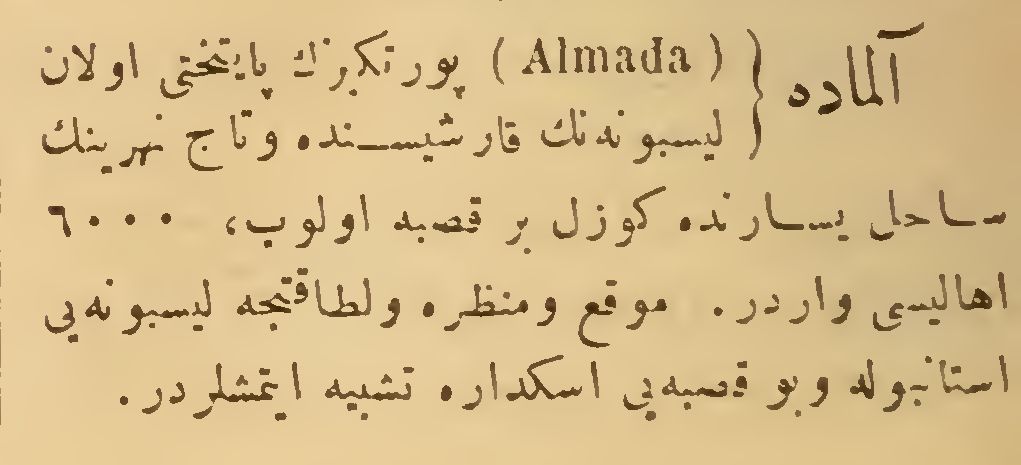 آلماده { (Almada) پورتكیزك پایتختی اولان
لیسبونه‌نك قارشیسنده وتاج نهرینك
ساحل یسارنده كوزل بر قصبه اولوب، ٦٠٠٠
اهالیسی واردر. موقع ومنظره ولطافتجه لیسبونه‌یی
استانبوله وبو قصبه‌یی اسكداره تشبیه ایتمشلردر.